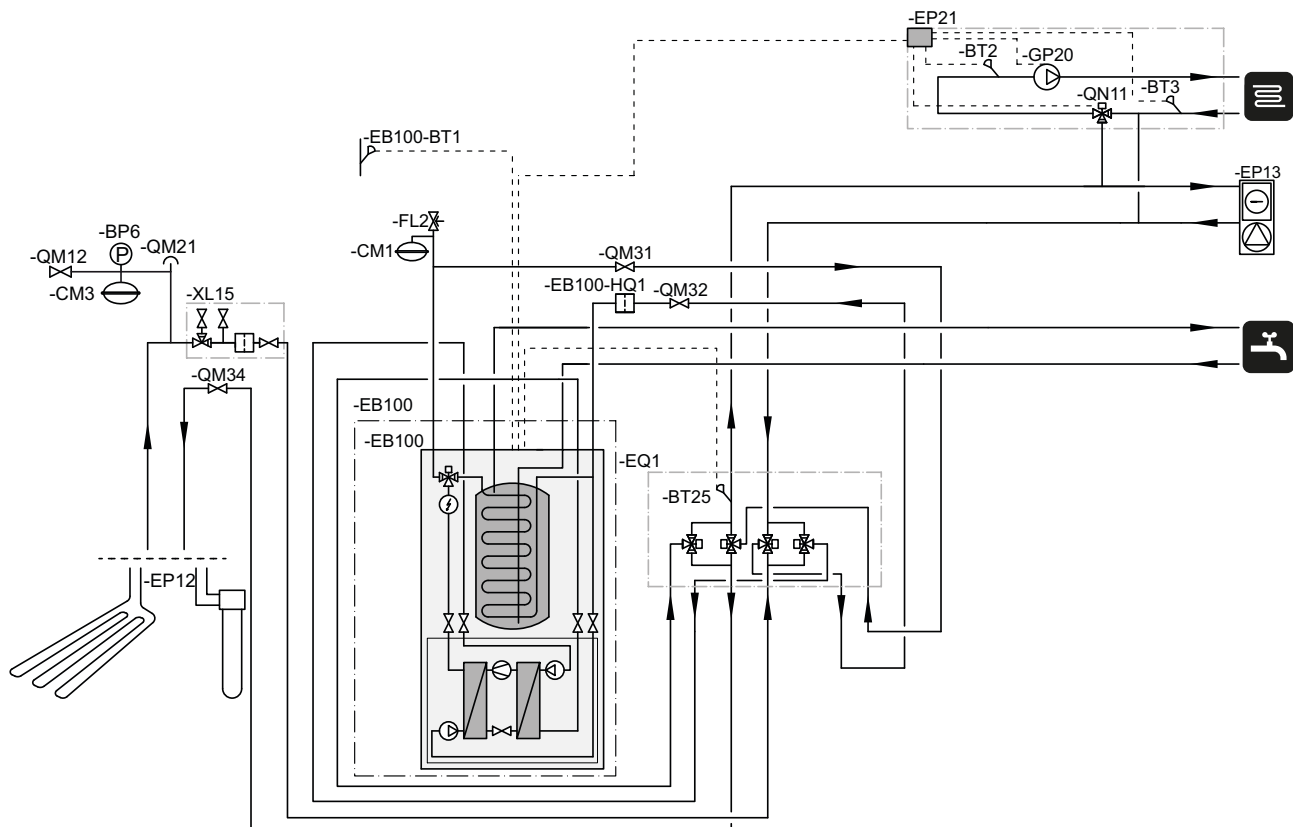 -EP21
-BT2
-GP20
-QN11
-BT3
-EB100-BT1
-EP13
-FL2
-BP6
-QM21
-QM12
-CM1
-QM31
-CM3
-XL15
-EB100-HQ1
-QM32
-QM34
-EB100
-EB100
-EQ1
-BT25
-EP12
P